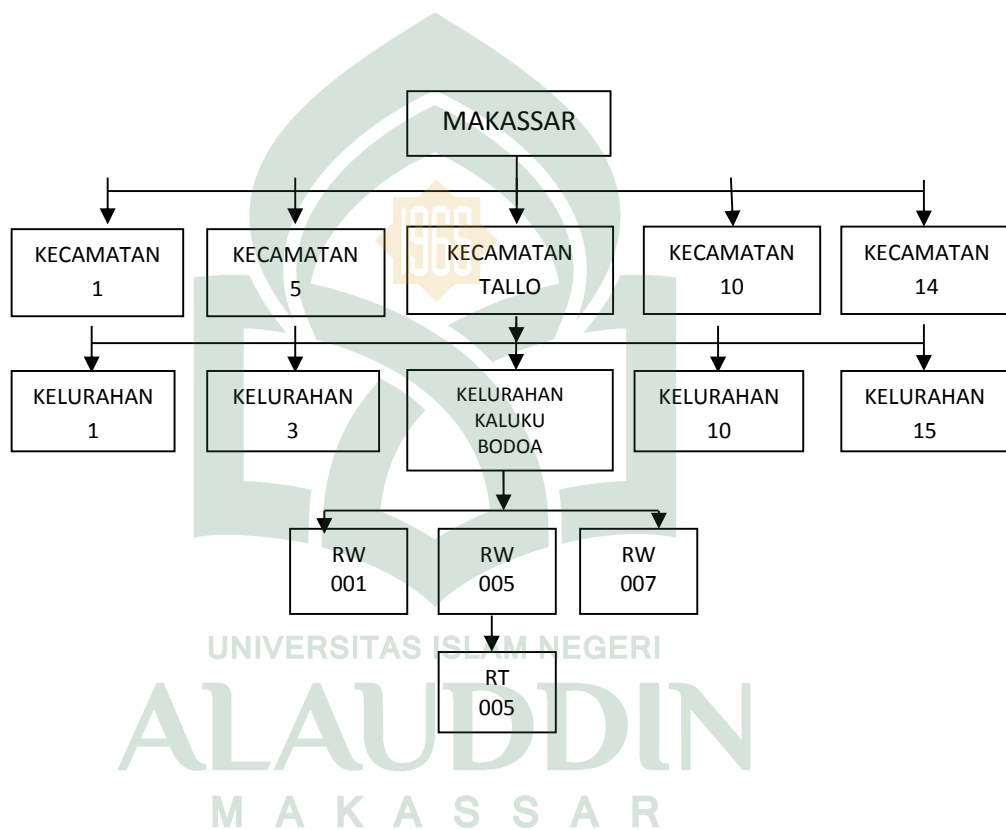 MAKASSAR
1965
KECAMATAN
1
KECAMATAN
5
KECAMATAN
TALLO
KECAMATAN
10
KECAMATAN
14
KELURAHAN
1
KELURAHAN
3
KELURAHAN
KALUKU
BODOA
KELURAHAN
10
KELURAHAN
15
RW
001
RW
005
RW
007
UNIVERSITAS ISLAM NEGERI
RT
005
ALAUDDIN
MAKASSAR